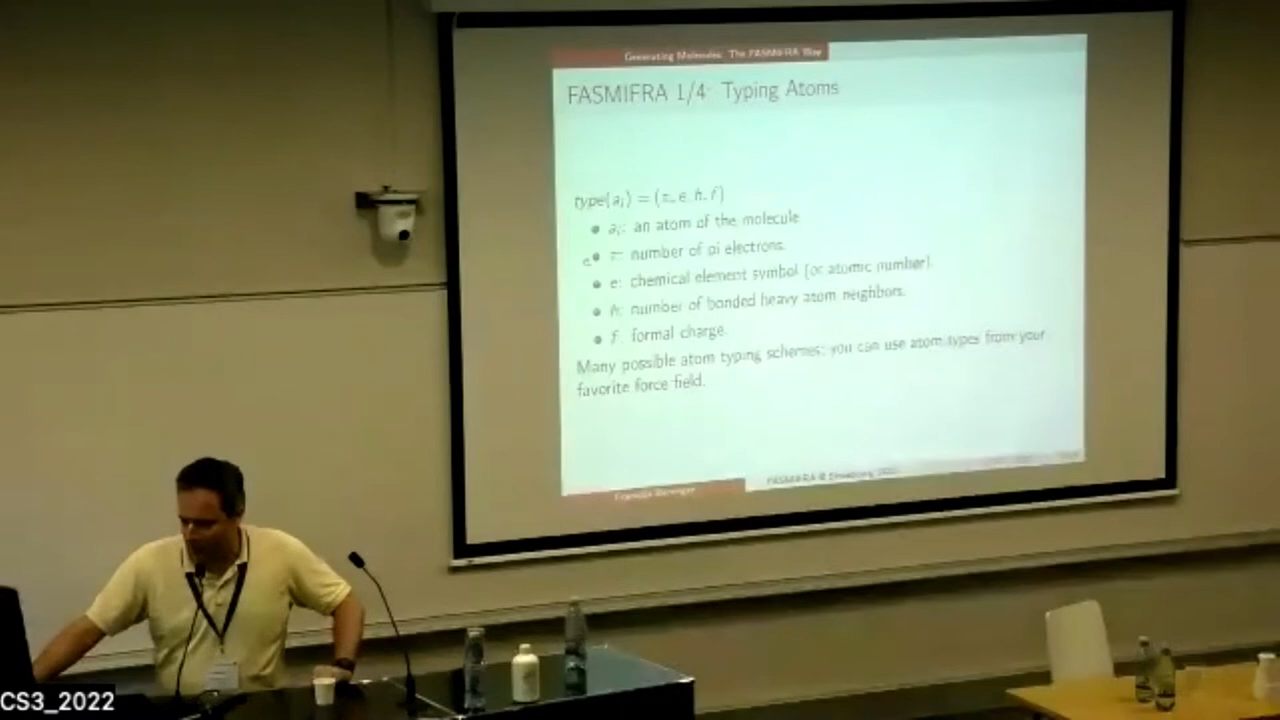 Generating Molecules: The FASMIFRA Way
FASMIFRA 1/4: Typing Atoms
type(aᵢ) = (π, e, h, f)
• aᵢ: an atom of the molecule
• π: number of pi electrons.
• e: chemical element symbol (or atomic number).
• h: number of bonded heavy atom neighbors.
• f: formal charge.
Many possible atom typing schemes; you can use atom types from your
favorite force field.
FASMIFRA @ Strasbourg
CS3_2022